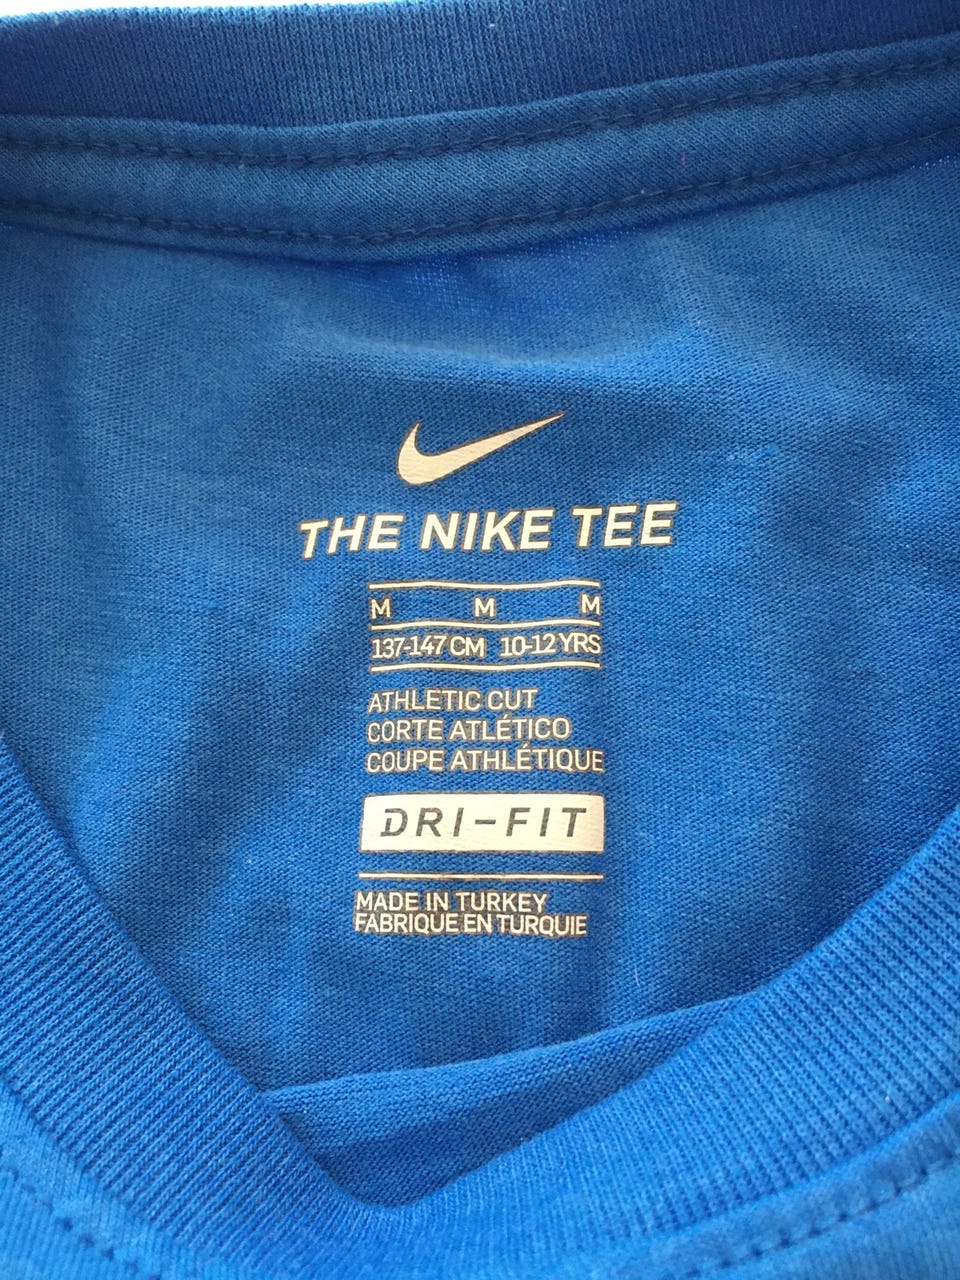 THE NIKE TEE
M M M
137-147 CM 10-12 YRS
ATHLETIC CUT
CORTE ATLÉTICO
COUPE ATHLÉTIQUE
DRI-FIT
MADE IN TURKEY
FABRIQUE EN TURQUIE